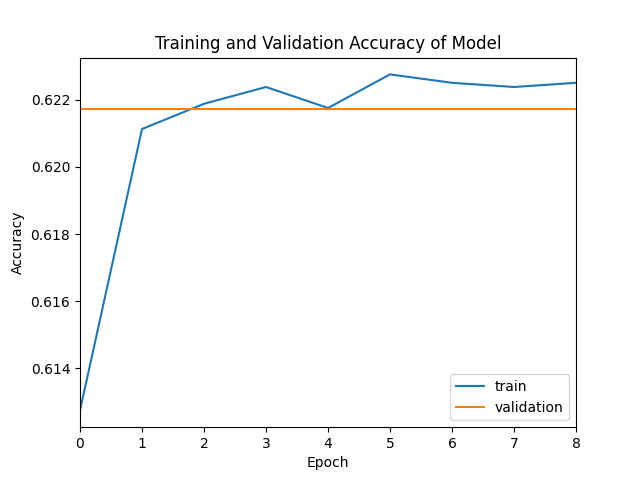 Training and Validation Accuracy of Model
Accuracy
0.622
0.620
0.618
0.616
0.614
train
validation
0 1 2 3 4 5 6 7 8
Epoch